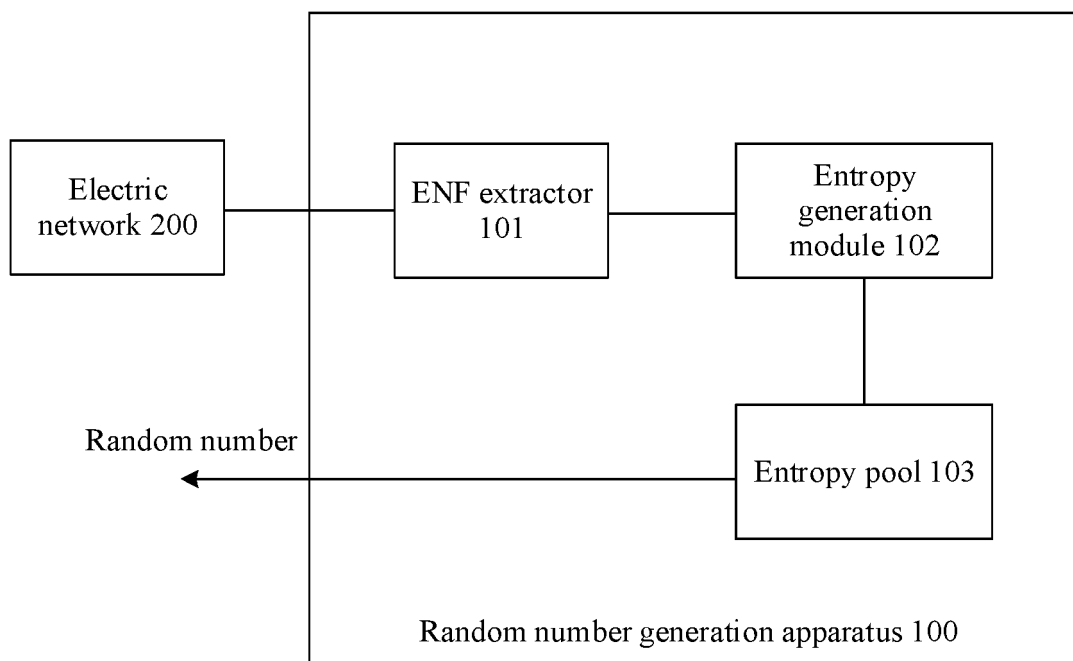 Electric
network 200
ENF extractor
101
Entropy
generation
module 102
Random number
Entropy pool 103
Random number generation apparatus 100